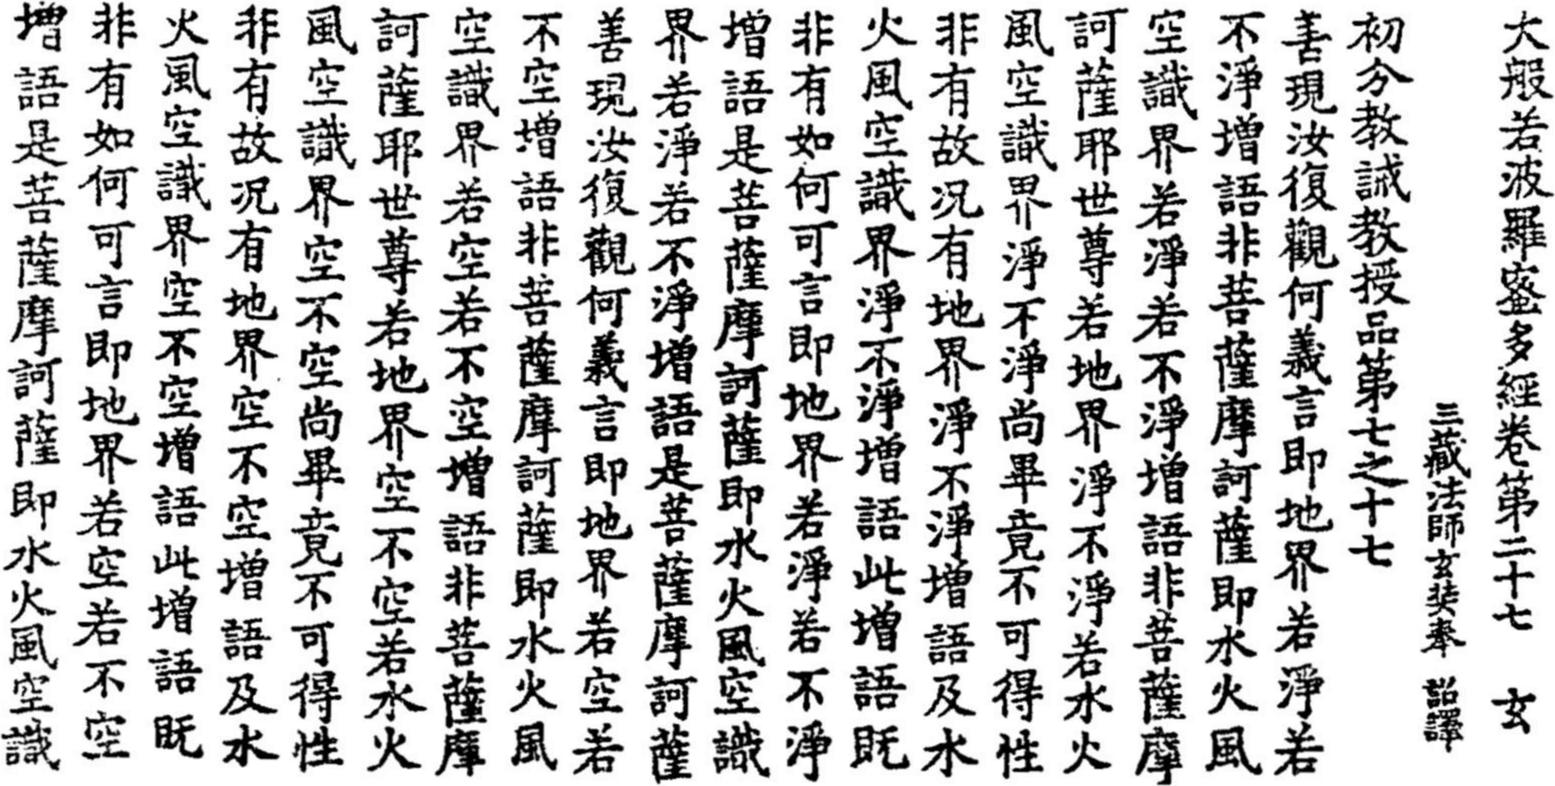 大般若波羅蜜多經卷第二十七　玄
三藏法師玄奘奉　詔譯
初分教誡教授品第七之十七
善現汝復觀何義言即地界若淨若
不淨增語非菩薩摩訶薩即水火風
空識界若淨若不淨增語非菩薩摩
訶薩耶世尊若地界淨不淨若水火
風空識界淨不淨尚畢竟不可得性
非有故况有地界淨不淨增語及水
火風空識界淨不淨增語此增語既
非有如何可言即地界若淨若不淨
增語是菩薩摩訶薩即水火風空識
界若淨若不淨增語是菩薩摩訶薩
善現汝復觀何義言即地界若空若
不空增語非菩薩摩訶薩即水火風
空識界若空若不空增語非菩薩摩
訶薩耶世尊若地界空不空若水火
風空識界空不空尚畢竟不可得性
非有故况有地界空不空增語及水
火風空識界空不空增語此增語既
非有如何可言即地界若空若不空
增語是菩薩摩訶薩即水火風空識